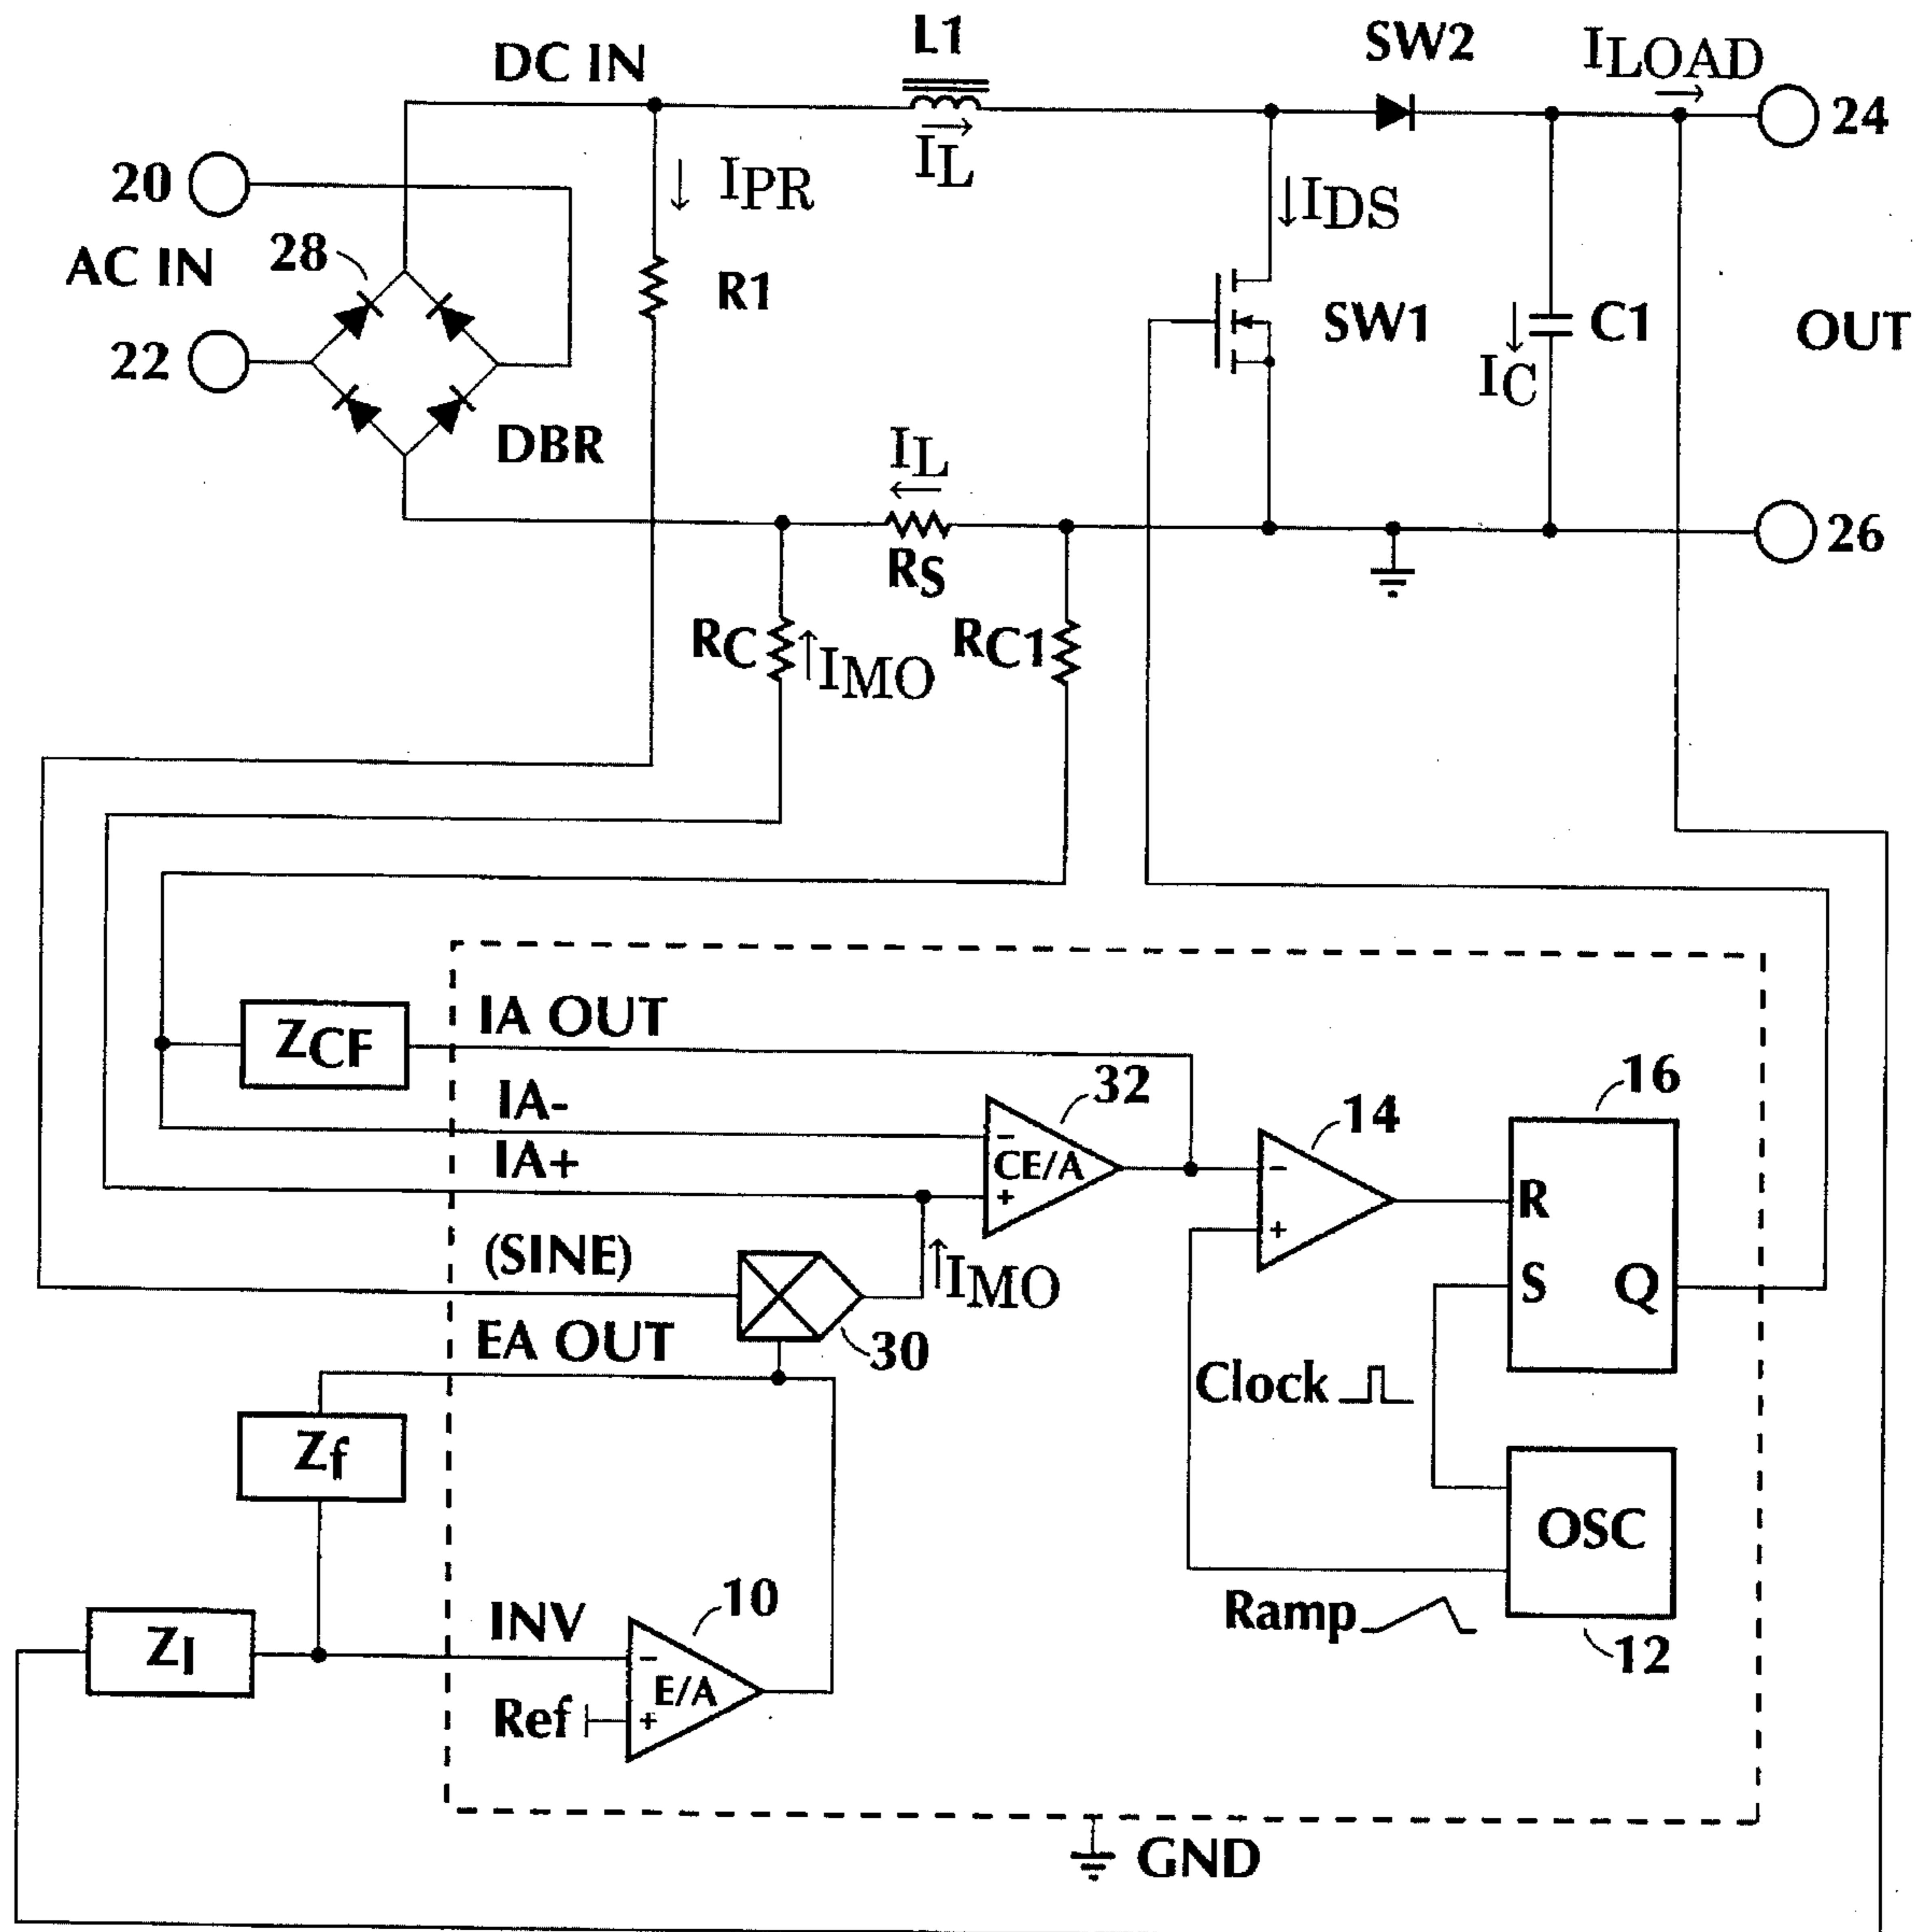 L1
SW2
ILOAD
DC IN
24
IL
20
IPR
IDS
28
AC IN
R1
SW1
C1
OUT
22
IC
DBR
IL
26
RS
RC
IMO
RC1
IA OUT
ZCF
16
IA-
32
14
IA+
-
CE/A
+
-
+
R
(SINE)
IMO
S
Q
EA OUT
30
Clock
Zf
OSC
10
INV
Ramp
ZI
12
-
E/A
Ref
+
GND